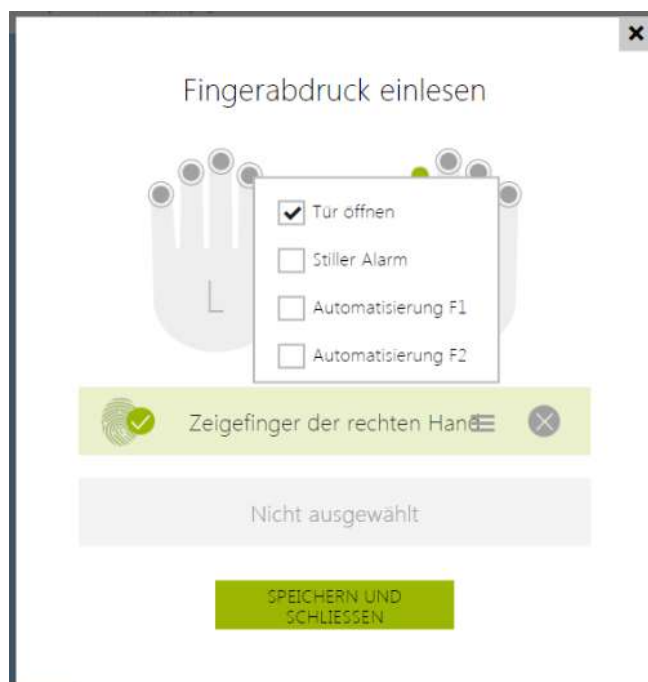 Fingerabdruck einlesen
Tür öffnen
Stiller Alarm
Automatisierung F1
Automatisierung F2
L
Zeigefinger der rechten Hand
Nicht ausgewählt
SPEICHERN UND
SCHLIESSEN